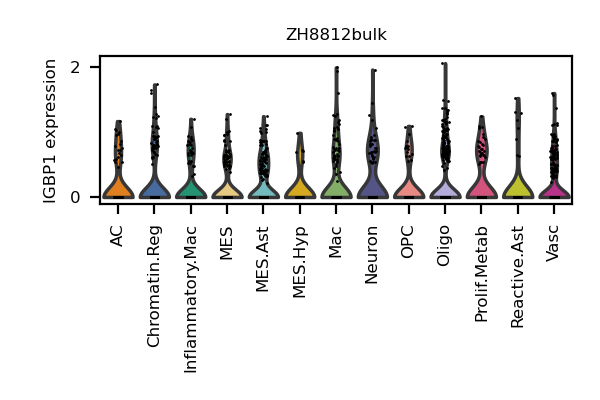 ZH8812bulk
IGBP1 expression
2
0
AC
Chromatin.Reg
Inflammatory.Mac
MES
MES.Ast
MES.Hyp
Mac
Neuron
OPC
Oligo
Prolif.Metab
Reactive.Ast
Vasc